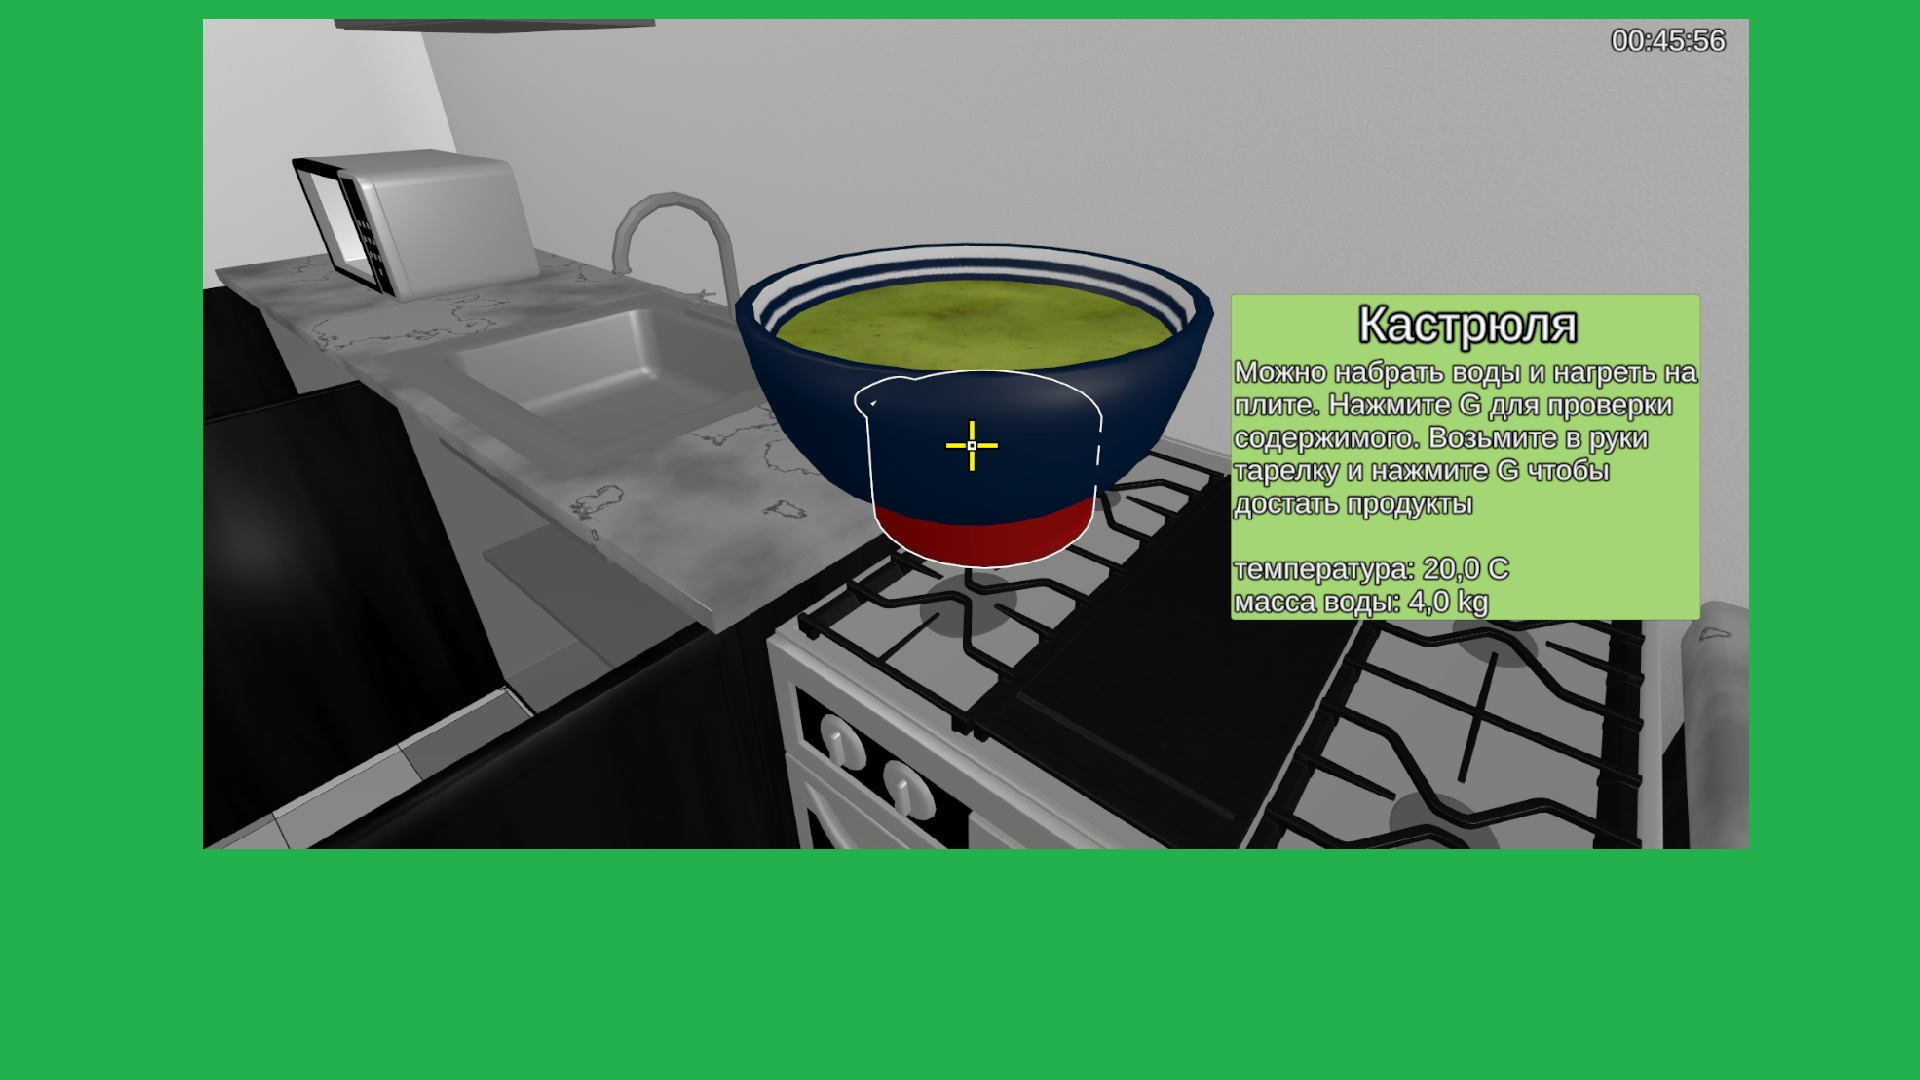 00:45:56
Кастрюля
Можно набрать воды и нагреть на
плите. Нажмите G для проверки
содержимого. Возьмите в руки
тарелку и нажмите G чтобы
достать продукты
температура: 20,0 C
масса воды: 4,0 kg